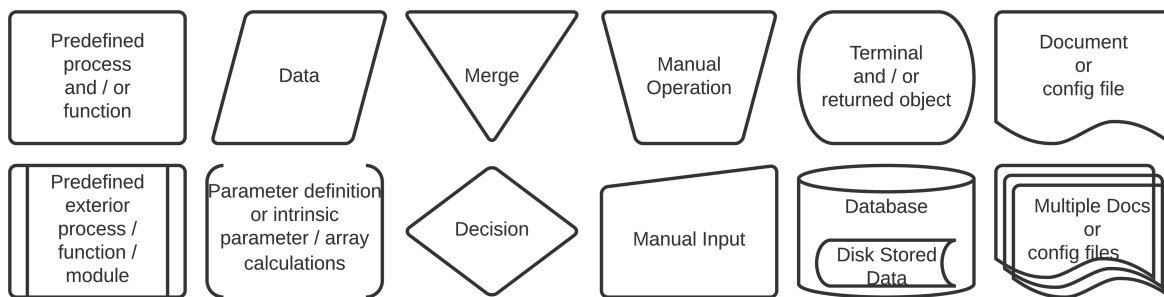 Predefined
process
and / or
function
Data
Merge
Manual
Operation
Terminal
and / or
returned object
Document
or
config file
Predefined
exterior
process /
function /
module
Parameter definition
or intrinsic
parameter / array
calculations
Decision
Manual Input
Database
Disk Stored
Data
Multiple Docs
or
config files